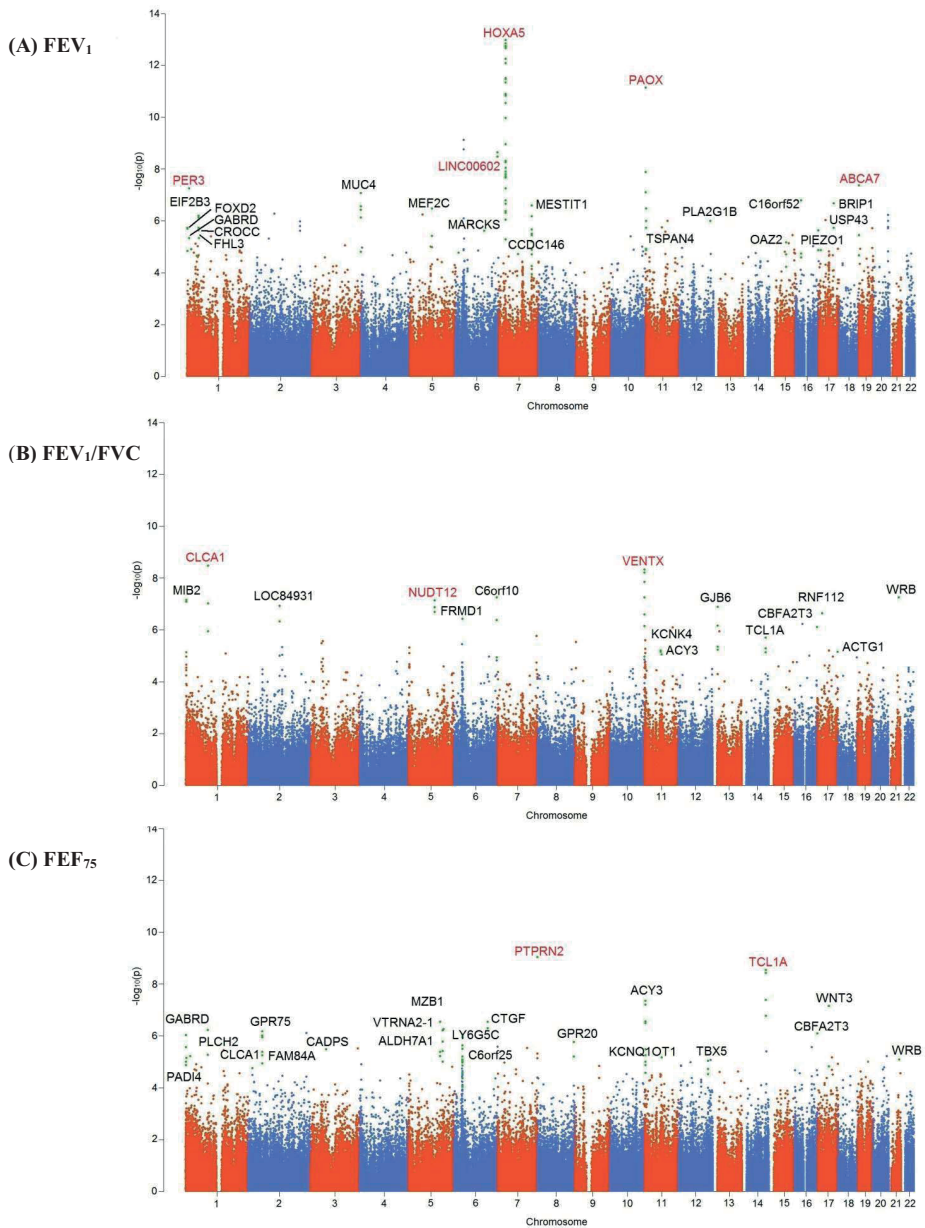 (A) FEV₁
14
HOXA5
12
PAOX
10
-log₁₀(p)
LINC00602
8
PER3 MUC4 ABCA7
EIF2B3 FOXD2 MEF2C MESTIT1 C16orf52 BRIP1
6
GABRD MARCKS PLA2G1B USP43
CROCC CCDC146 TSPAN4 OAZ2 PIEZO1
FHL3
4
2
0
1 2 3 4 5 6 7 8 9 10 11 12 13 14 15 16 17 18 19 20 21 22
Chromosome
(B) FEV₁/FVC
14
12
10
-log₁₀(p)
CLCA1 VENTX
8
MIB2 LOC84931 NUDT12 C6orf10 GJB6 RNF112 WRB
FRMD1 CBFA2T3
6
KCNK4 TCL1A
ACY3 ACTG1
4
2
0
1 2 3 4 5 6 7 8 9 10 11 12 13 14 15 16 17 18 19 20 21 22
Chromosome
(C) FEF₇₅
14
12
10
PTPRN2 TCL1A
-log₁₀(p)
8
MZB1 ACY3 WNT3
GABRD GPR75 VTRNA2-1 CTGF CBFA2T3
6
PLCH2 ALDH7A1 LY6G5C GPR20
CLCA1 FAM84A CADPS C6orf25 KCNQ1OT1 TBX5 WRB
PADI4
4
2
0
1 2 3 4 5 6 7 8 9 10 11 12 13 14 15 16 17 18 19 20 21 22
Chromosome